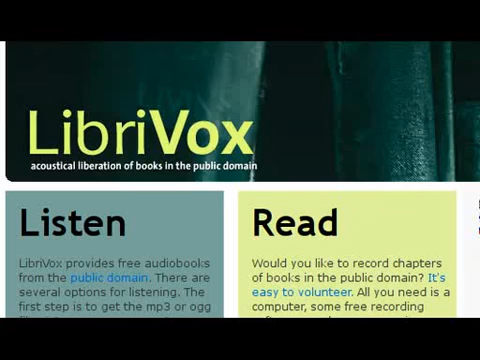 LibriVox
acoustical liberation of books in the public domain
Listen
LibriVox provides free audiobooks
from the public domain. There are
several options for listening. The
first step is to get the mp3 or ogg
Read
Would you like to record chapters
of books in the public domain? It's
easy to volunteer. All you need is a
computer, some free recording